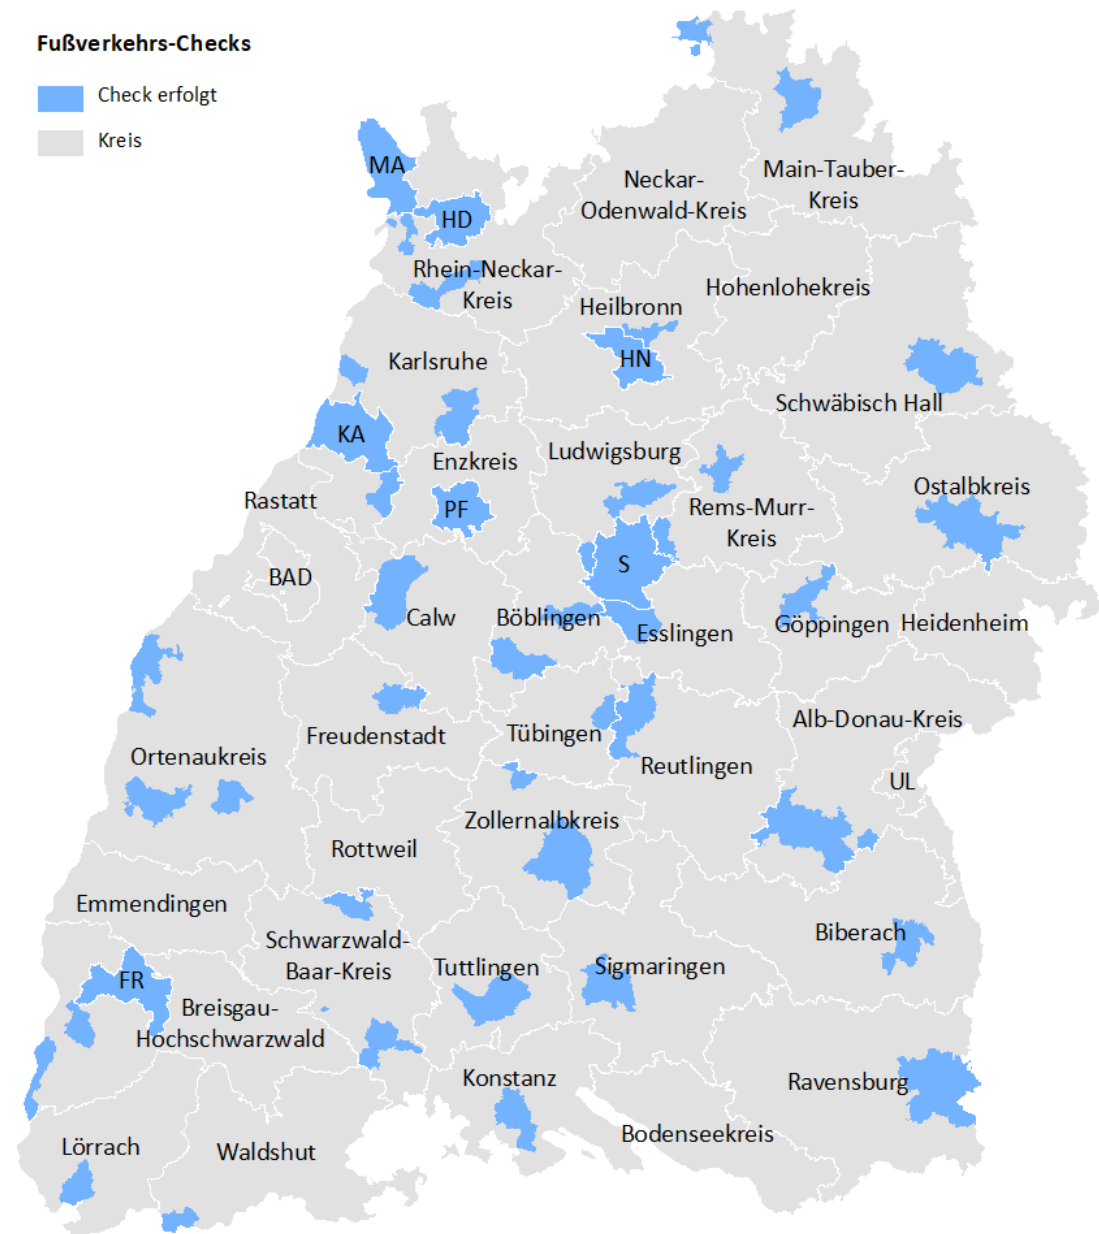 Fußverkehrs-Checks
Check erfolgt
Kreis
MA
HD
Neckar-
Odenwald-Kreis
Main-Tauber-
Kreis
Rhein-Neckar-
Kreis
Heilbronn
Hohenlohekreis
HN
Karlsruhe
Schwäbisch Hall
KA
Enzkreis
Ludwigsburg
Ostalbkreis
Rastatt
PF
Rems-Murr-
Kreis
BAD
S
Calw
Böblingen
Esslingen
Göppingen
Heidenheim
Freudenstadt
Tübingen
Alb-Donau-Kreis
Ortenaukreis
Reutlingen
UL
Zollernalbkreis
Rottweil
Emmendingen
Schwarzwald-
Baar-Kreis
Biberach
Tuttlingen
Sigmaringen
FR
Breisgau-
Hochschwarzwald
Konstanz
Ravensburg
Lörrach
Waldshut
Bodenseekreis